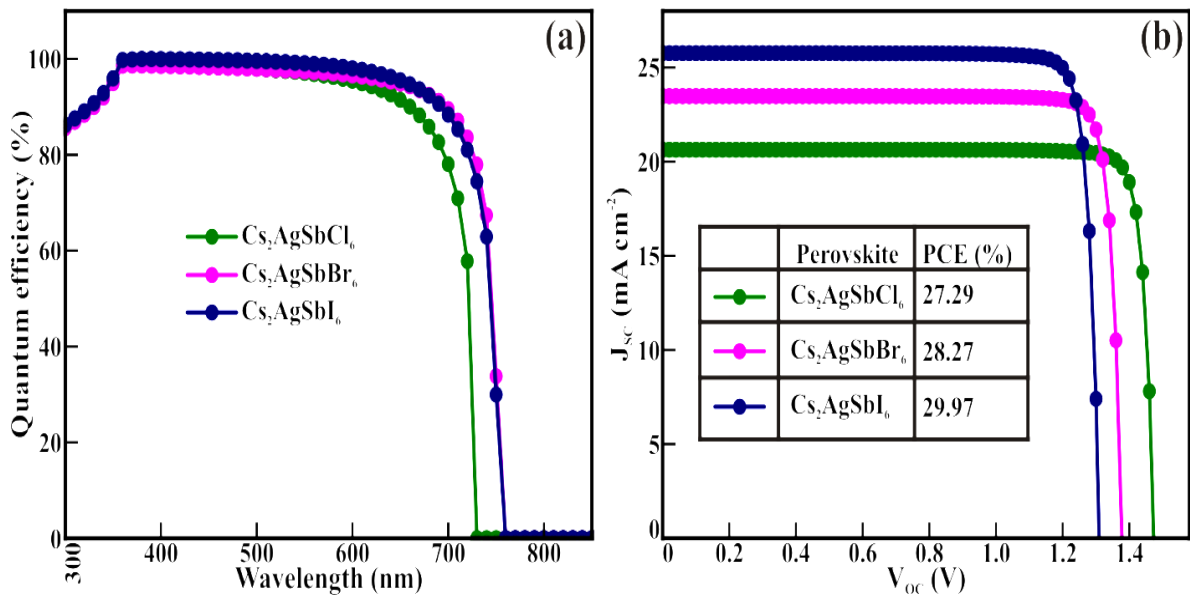 (a)
Quantum efficiency (%)
100
80
60
40
20
0
Cs₂AgSbCl₆
Cs₂AgSbBr₆
Cs₂AgSbI₆
300
400
500
600
700
800
Wavelength (nm)
(b)
J_SC (mA cm⁻²)
25
20
15
10
5
0
Perovskite PCE (%)
Cs₂AgSbCl₆ 27.29
Cs₂AgSbBr₆ 28.27
Cs₂AgSbI₆ 29.97
0 0.2 0.4 0.6 0.8 1.0 1.2 1.4
V_OC (V)